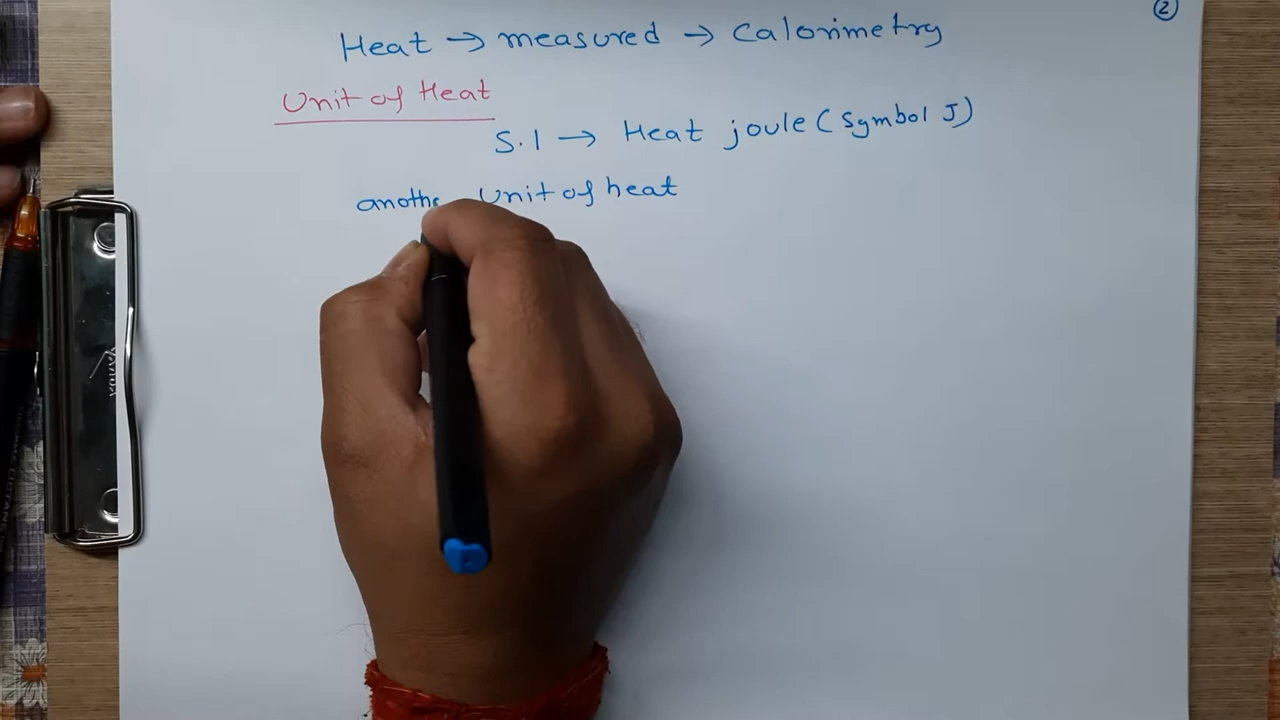 ②
Heat → measured → Calorimetry
Unit of Heat
S.I → Heat joule (Symbol J)
anothe Unit of heat